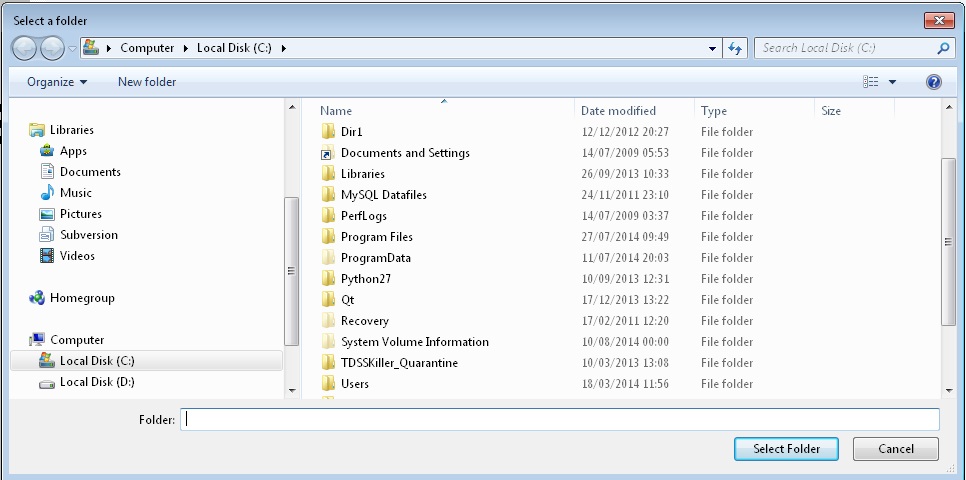 Select a folder
Computer Local Disk (C:) Search Local Disk (C:)
Organize New folder
Name Date modified Type Size
Libraries
Apps
Documents
Music
Pictures
Subversion
Videos
Homegroup
Computer
Local Disk (C:)
Local Disk (D:)
Dir1 12/12/2012 20:27 File folder
Documents and Settings 14/07/2009 05:53 File folder
Libraries 26/09/2013 10:33 File folder
MySQL Datafiles 24/11/2011 23:10 File folder
PerfLogs 14/07/2009 03:37 File folder
Program Files 27/07/2014 09:49 File folder
ProgramData 11/07/2014 20:03 File folder
Python27 10/09/2013 12:31 File folder
Qt 17/12/2013 13:22 File folder
Recovery 17/02/2011 12:20 File folder
System Volume Information 10/08/2014 00:00 File folder
TDSSKiller_Quarantine 10/03/2013 13:08 File folder
Users 18/03/2014 11:56 File folder
Folder:
Select Folder Cancel